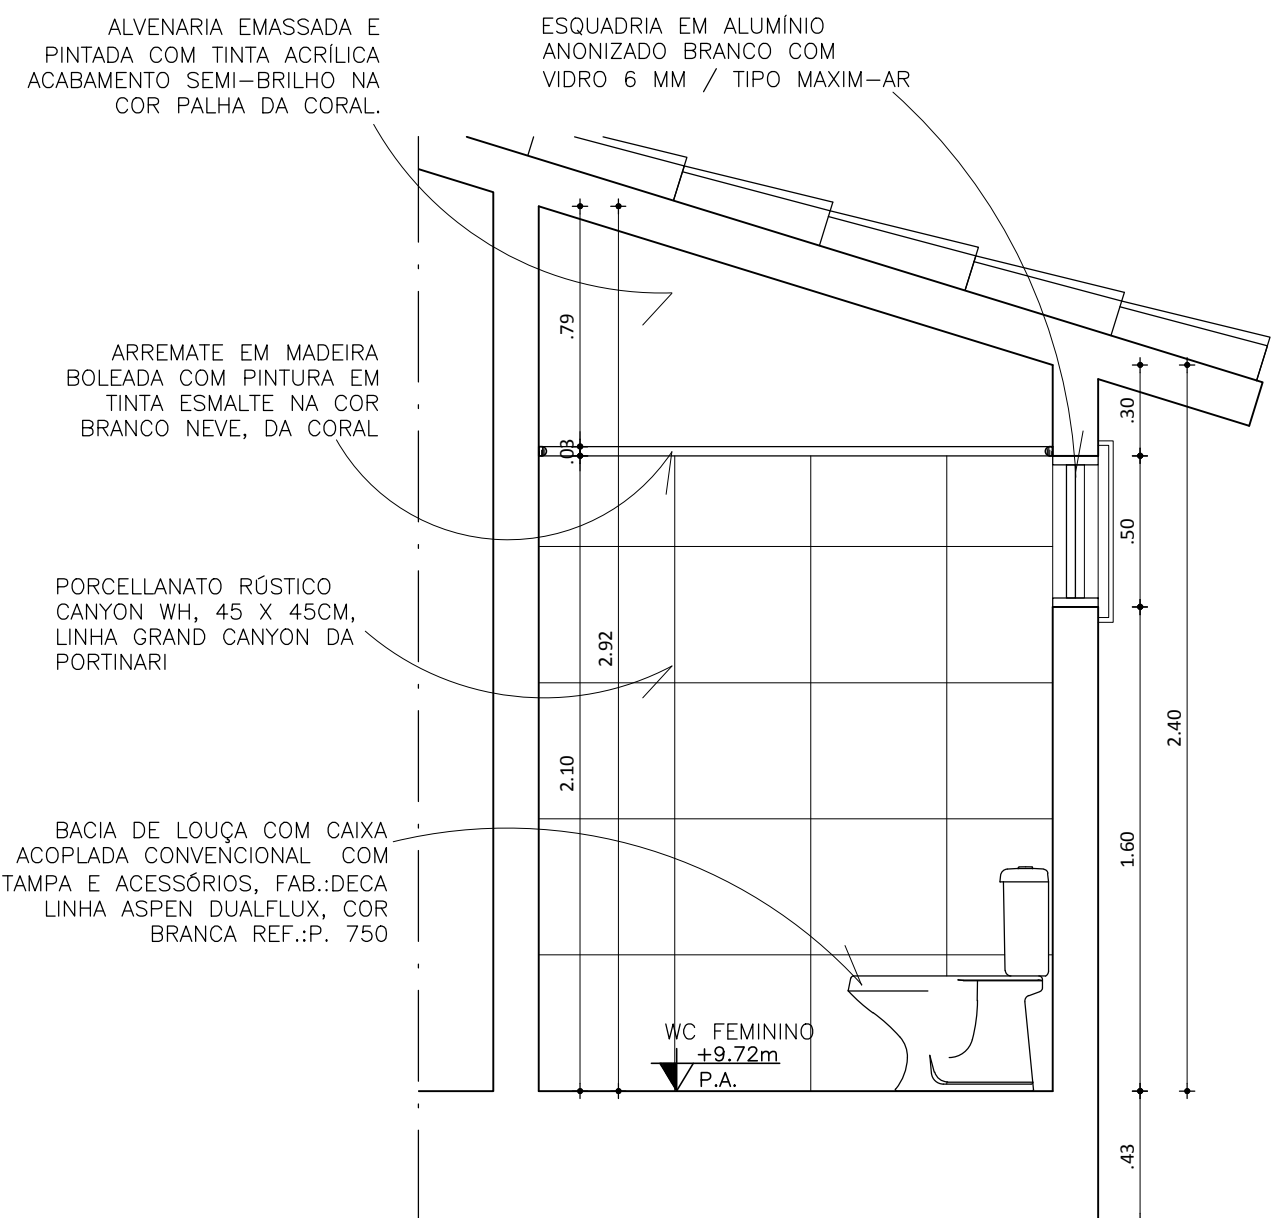 ALVENARIA EMASSADA E
PINTADA COM TINTA ACRÍLICA
ACABAMENTO SEMI-BRILHO NA
COR PALHA DA CORAL.
ESQUADRIA EM ALUMÍNIO
ANONIZADO BRANCO COM
VIDRO 6 MM / TIPO MAXIM-AR
ARREMATE EM MADEIRA
BOLEADA COM PINTURA EM
TINTA ESMALTE NA COR
BRANCO NEVE, DA CORAL
PORCELLANATO RÚSTICO
CANYON WH, 45 X 45CM,
LINHA GRAND CANYON DA
PORTINARI
BACIA DE LOUÇA COM CAIXA
ACOPLADA CONVENCIONAL COM
TAMPA E ACESSÓRIOS, FAB.:DECA
LINHA ASPEN DUALFLUX, COR
BRANCA REF.:P. 750
.79
.03
2.92
2.10
.30
.50
2.40
1.60
.43
WC FEMININO
+9.72m
P.A.